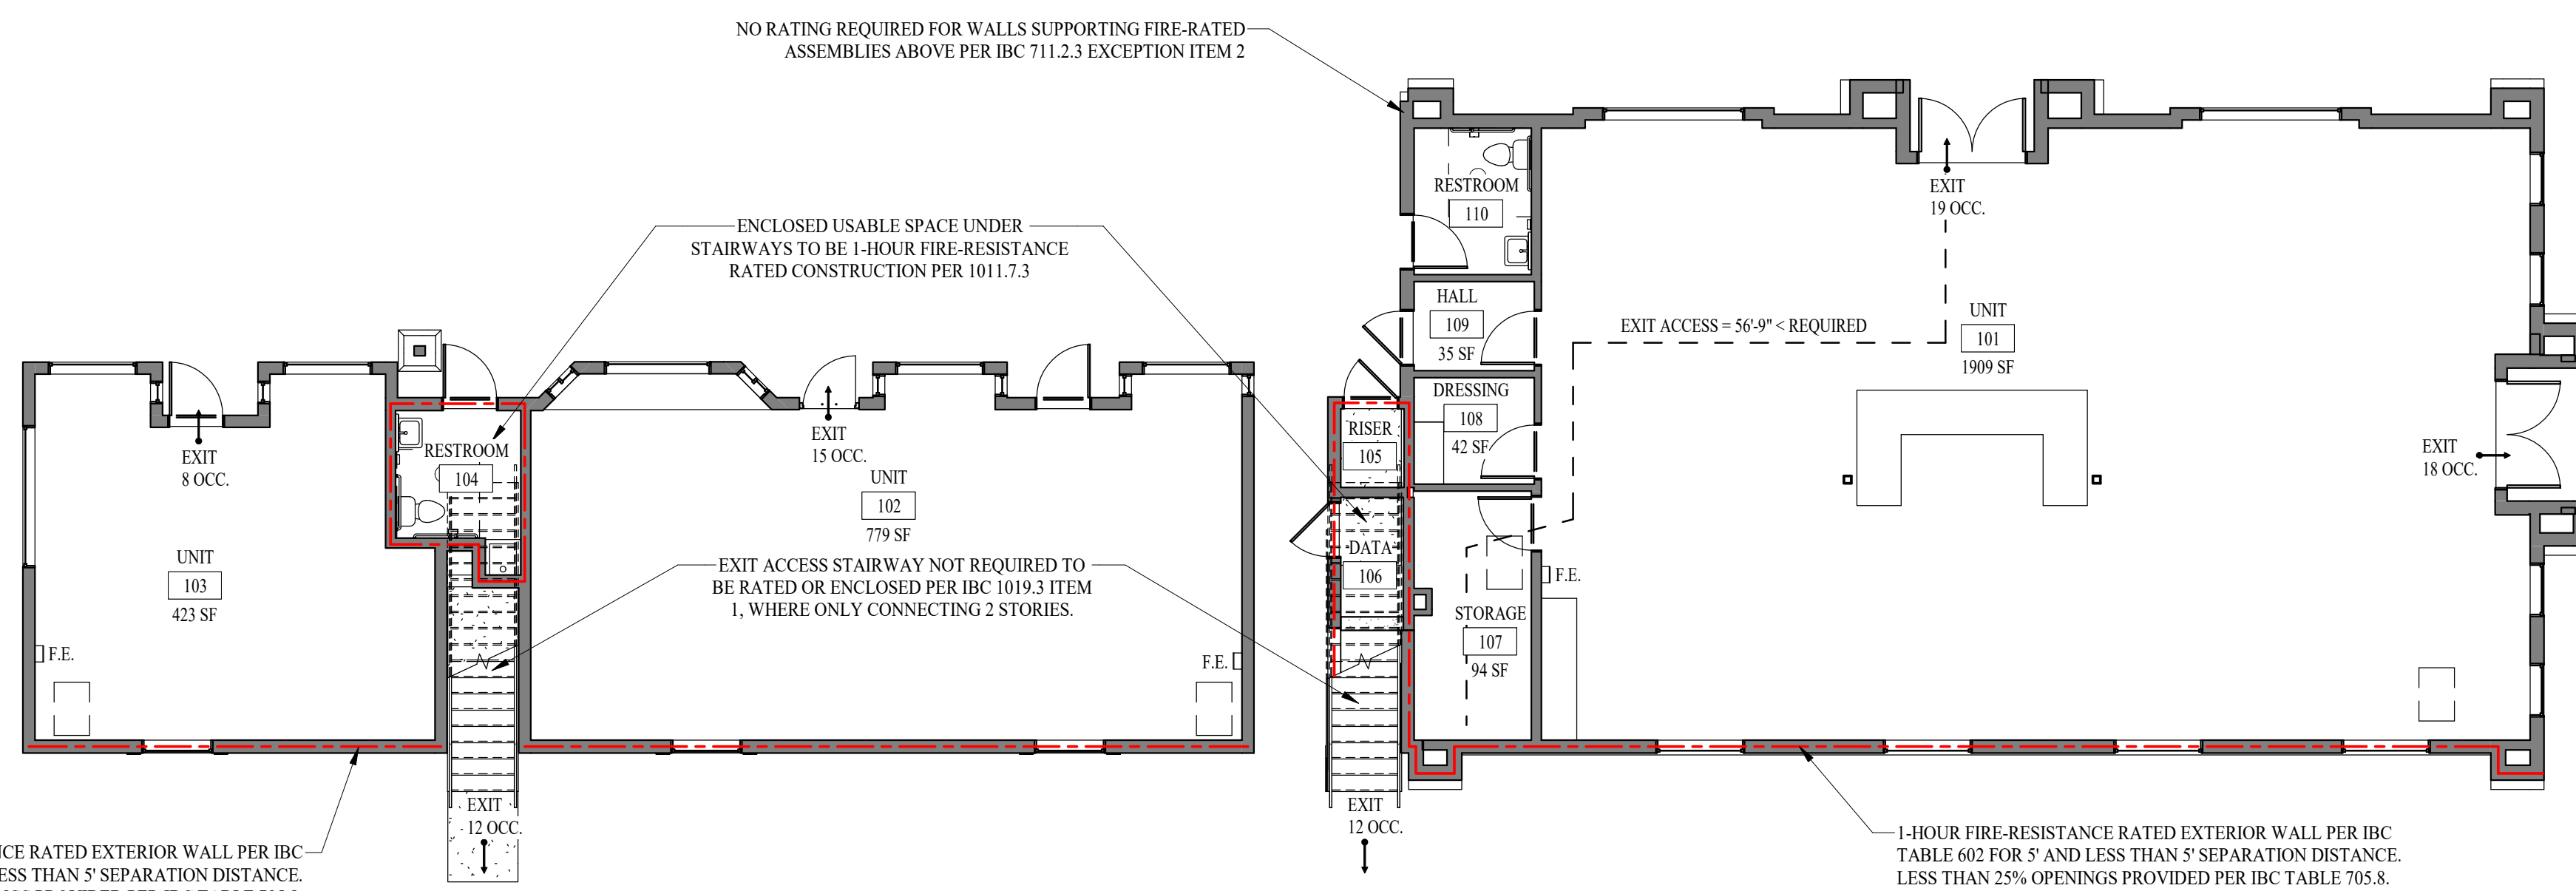 NO RATING REQUIRED FOR WALLS SUPPORTING FIRE-RATED
ASSEMBLIES ABOVE PER IBC 711.2.3 EXCEPTION ITEM 2
ENCLOSED USABLE SPACE UNDER
STAIRWAYS TO BE 1-HOUR FIRE-RESISTANCE
RATED CONSTRUCTION PER 1011.7.3
EXIT
8 OCC.
RESTROOM
104
UNIT
103
423 SF
F.E.
EXIT
15 OCC.
UNIT
102
779 SF
EXIT ACCESS STAIRWAY NOT REQUIRED TO
BE RATED OR ENCLOSED PER IBC 1019.3 ITEM
1, WHERE ONLY CONNECTING 2 STORIES.
F.E.
EXIT
12 OCC.
RESTROOM
110
HALL
109
35 SF
DRESSING
108
42 SF
RISER
105
DATA
106
STORAGE
107
94 SF
F.E.
EXIT
12 OCC.
EXIT
19 OCC.
EXIT ACCESS = 56'-9" < REQUIRED
UNIT
101
1909 SF
EXIT
18 OCC.
RATED EXTERIOR WALL PER IBC
LESS THAN 5' SEPARATION DISTANCE.
1-HOUR FIRE-RESISTANCE RATED EXTERIOR WALL PER IBC
TABLE 602 FOR 5' AND LESS THAN 5' SEPARATION DISTANCE.
LESS THAN 25% OPENINGS PROVIDED PER IBC TABLE 705.8.